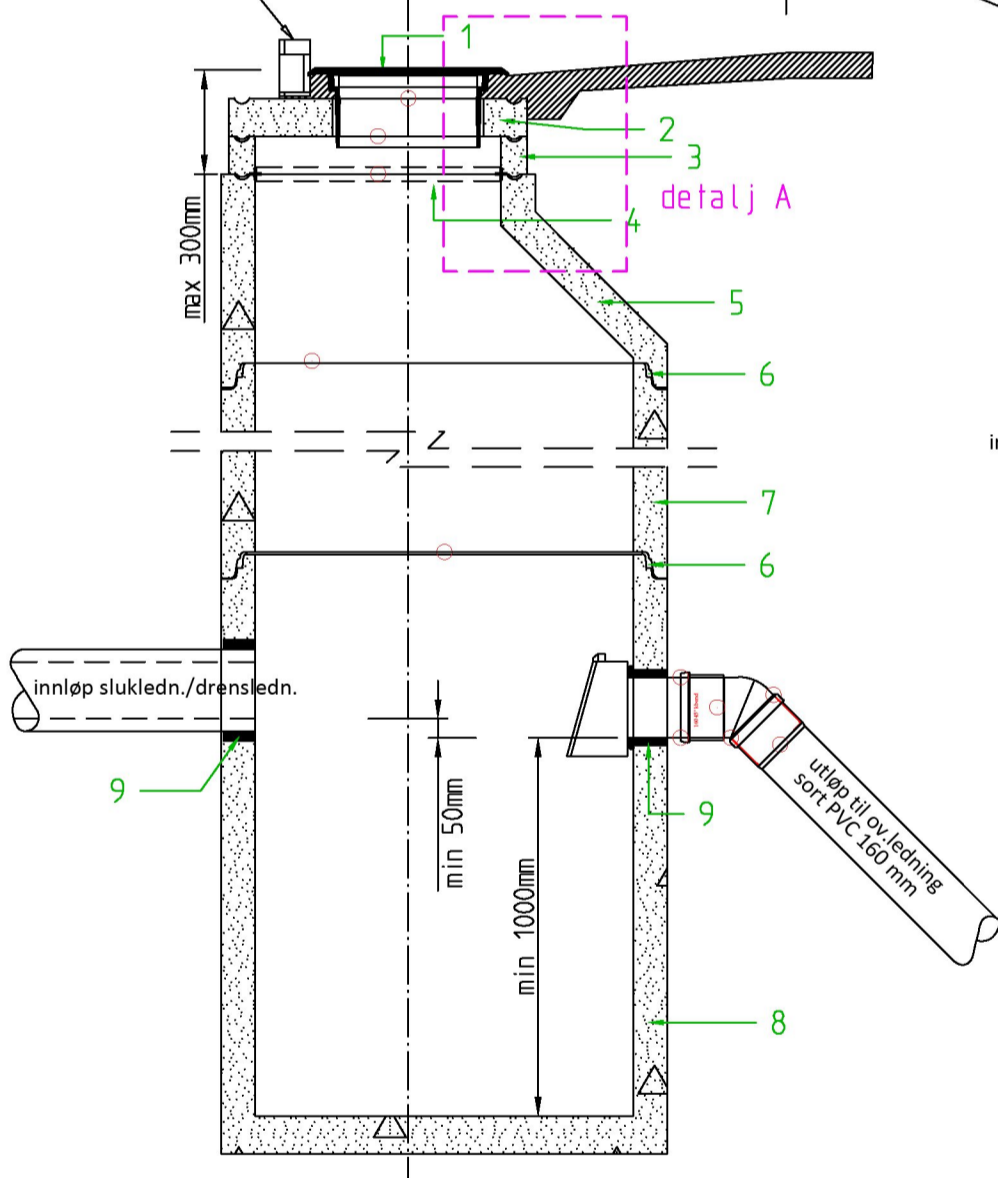 1
2
3
detalj A
4
max 300mm
5
6
7
6
innløp slukledn./drensledn.
9
min 50mm
9
utløp til ov.ledning
sort PVC 160 mm
min 1000mm
8